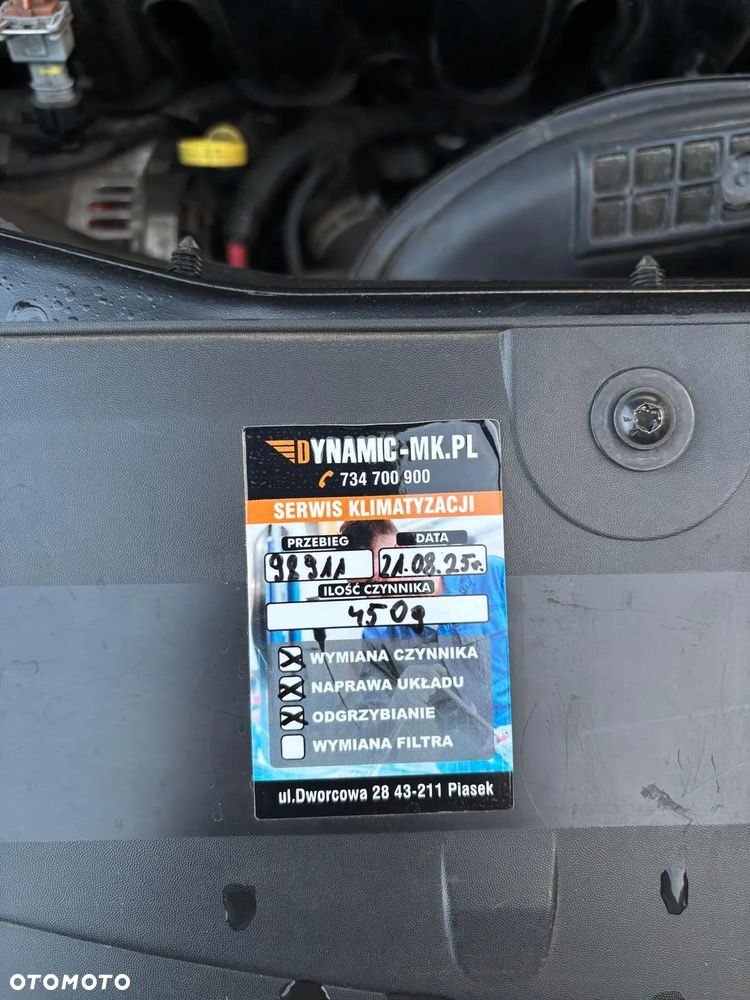 DYNAMIC-MK.PL
734 700 900
SERWIS KLIMATYZACJI
PRZEBIEG DATA
98911 21.08.25r.
ILOŚĆ CZYNNIKA
450g
X WYMIANA CZYNNIKA
X NAPRAWA UKŁADU
X ODGRZYBIANIE
WYMIANA FILTRA
ul.Dworcowa 28 43-211 Piasek
OTOMOTO